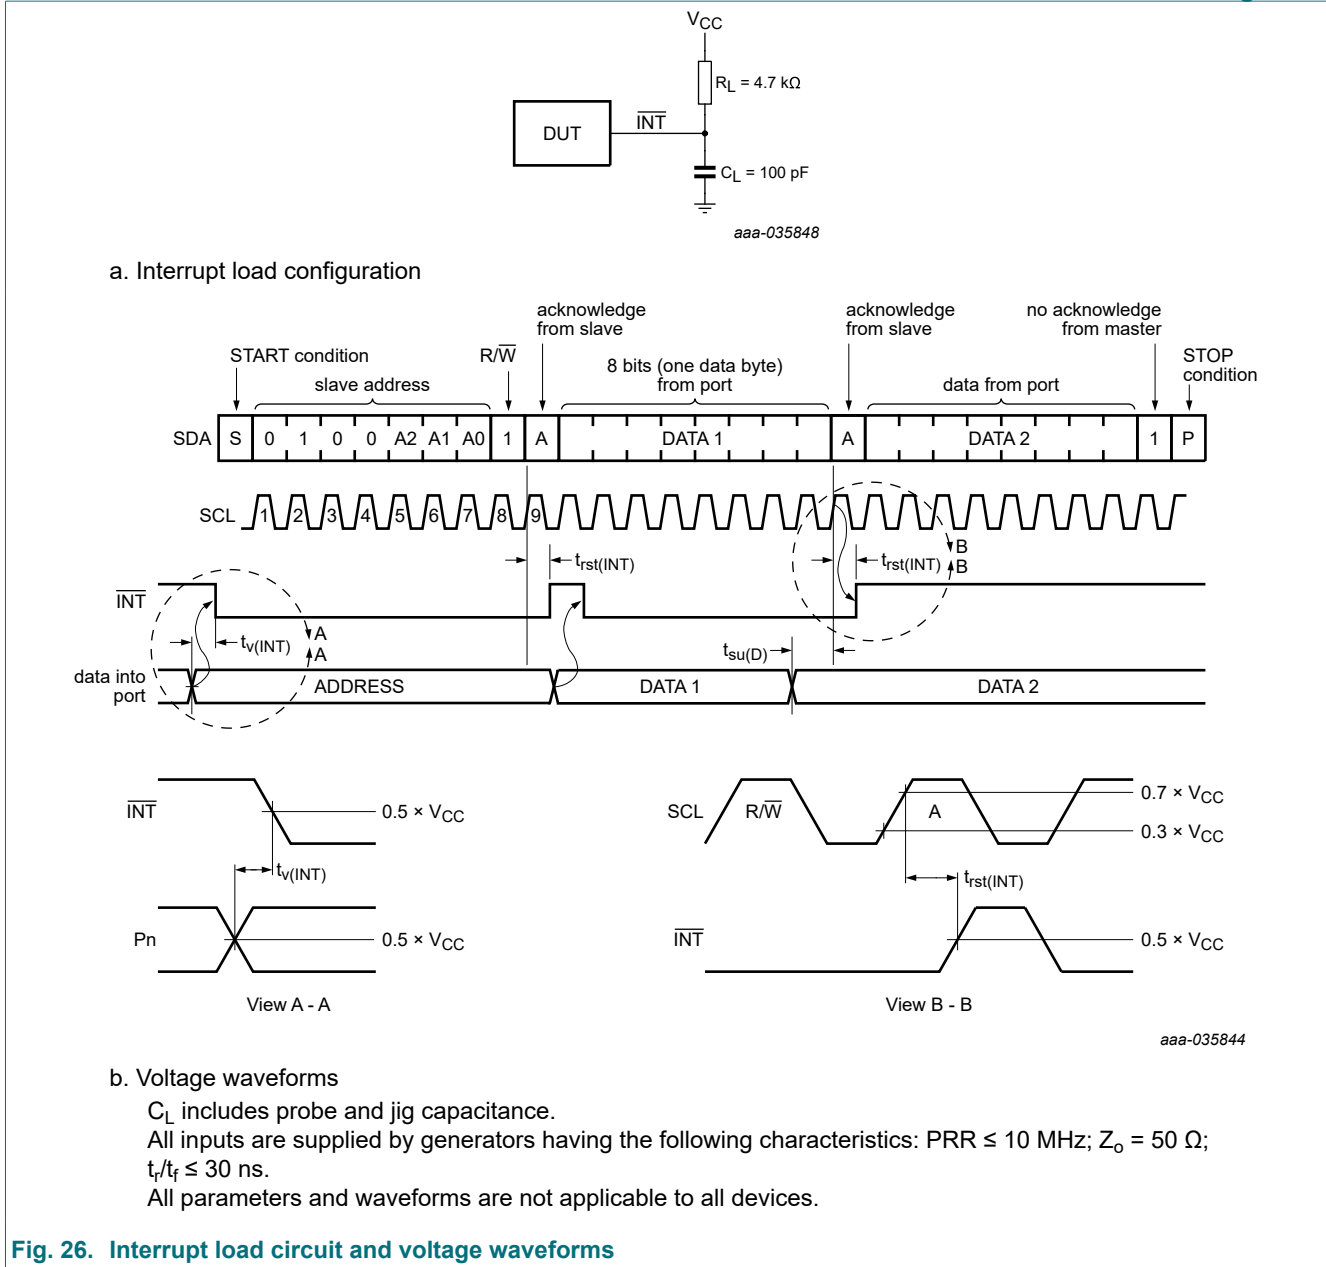 VCC
RL = 4.7 kΩ
DUT
INT
CL = 100 pF
aaa-035848
a. Interrupt load configuration
acknowledge
from slave
acknowledge
from slave
no acknowledge
from master
START condition
R/W
8 bits (one data byte)
from port
STOP
condition
slave address
data from port
SDA S 0 1 0 0 A2 A1 A0 1 A DATA 1 A DATA 2 1 P
SCL 1 2 3 4 5 6 7 8 9
B
B
trst(INT)
trst(INT)
INT
A
A
tv(INT)
tsu(D)
data into
port
ADDRESS
DATA 1
DATA 2
INT
0.5 × VCC
tv(INT)
Pn
0.5 × VCC
View A - A
SCL
R/W
A
0.7 × VCC
0.3 × VCC
trst(INT)
INT
0.5 × VCC
View B - B
aaa-035844
b. Voltage waveforms
CL includes probe and jig capacitance.
All inputs are supplied by generators having the following characteristics: PRR ≤ 10 MHz; Zo = 50 Ω;
tr/tf ≤ 30 ns.
All parameters and waveforms are not applicable to all devices.
Fig. 26. Interrupt load circuit and voltage waveforms